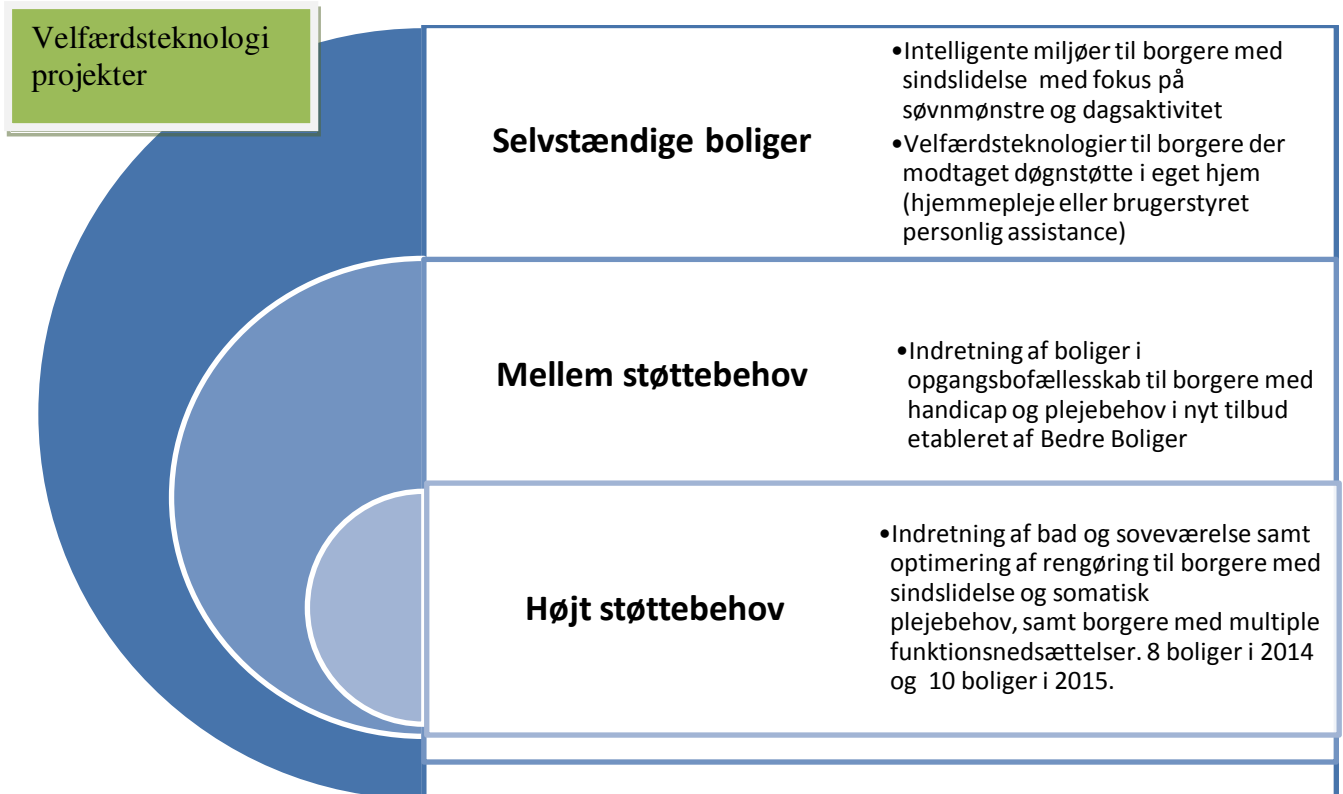 Velfærdsteknologi
projekter
Selvstændige boliger
•Intelligente miljøer til borgere med
sindslidelse med fokus på
søvnmønstre og dagsaktivitet
•Velfærdsteknologier til borgere der
modtaget døgnstøtte i eget hjem
(hjemmepleje eller brugerstyret
personlig assistance)
Mellem støttebehov
•Indretning af boliger i
opgangsbofællesskab til borgere med
handicap og plejebehov i nyt tilbud
etableret af Bedre Boliger
Højt støttebehov
•Indretning af bad og soveværelse samt
optimering af rengøring til borgere med
sindslidelse og somatisk
plejebehov, samt borgere med multiple
funktionsnedsættelser. 8 boliger i 2014
og 10 boliger i 2015.